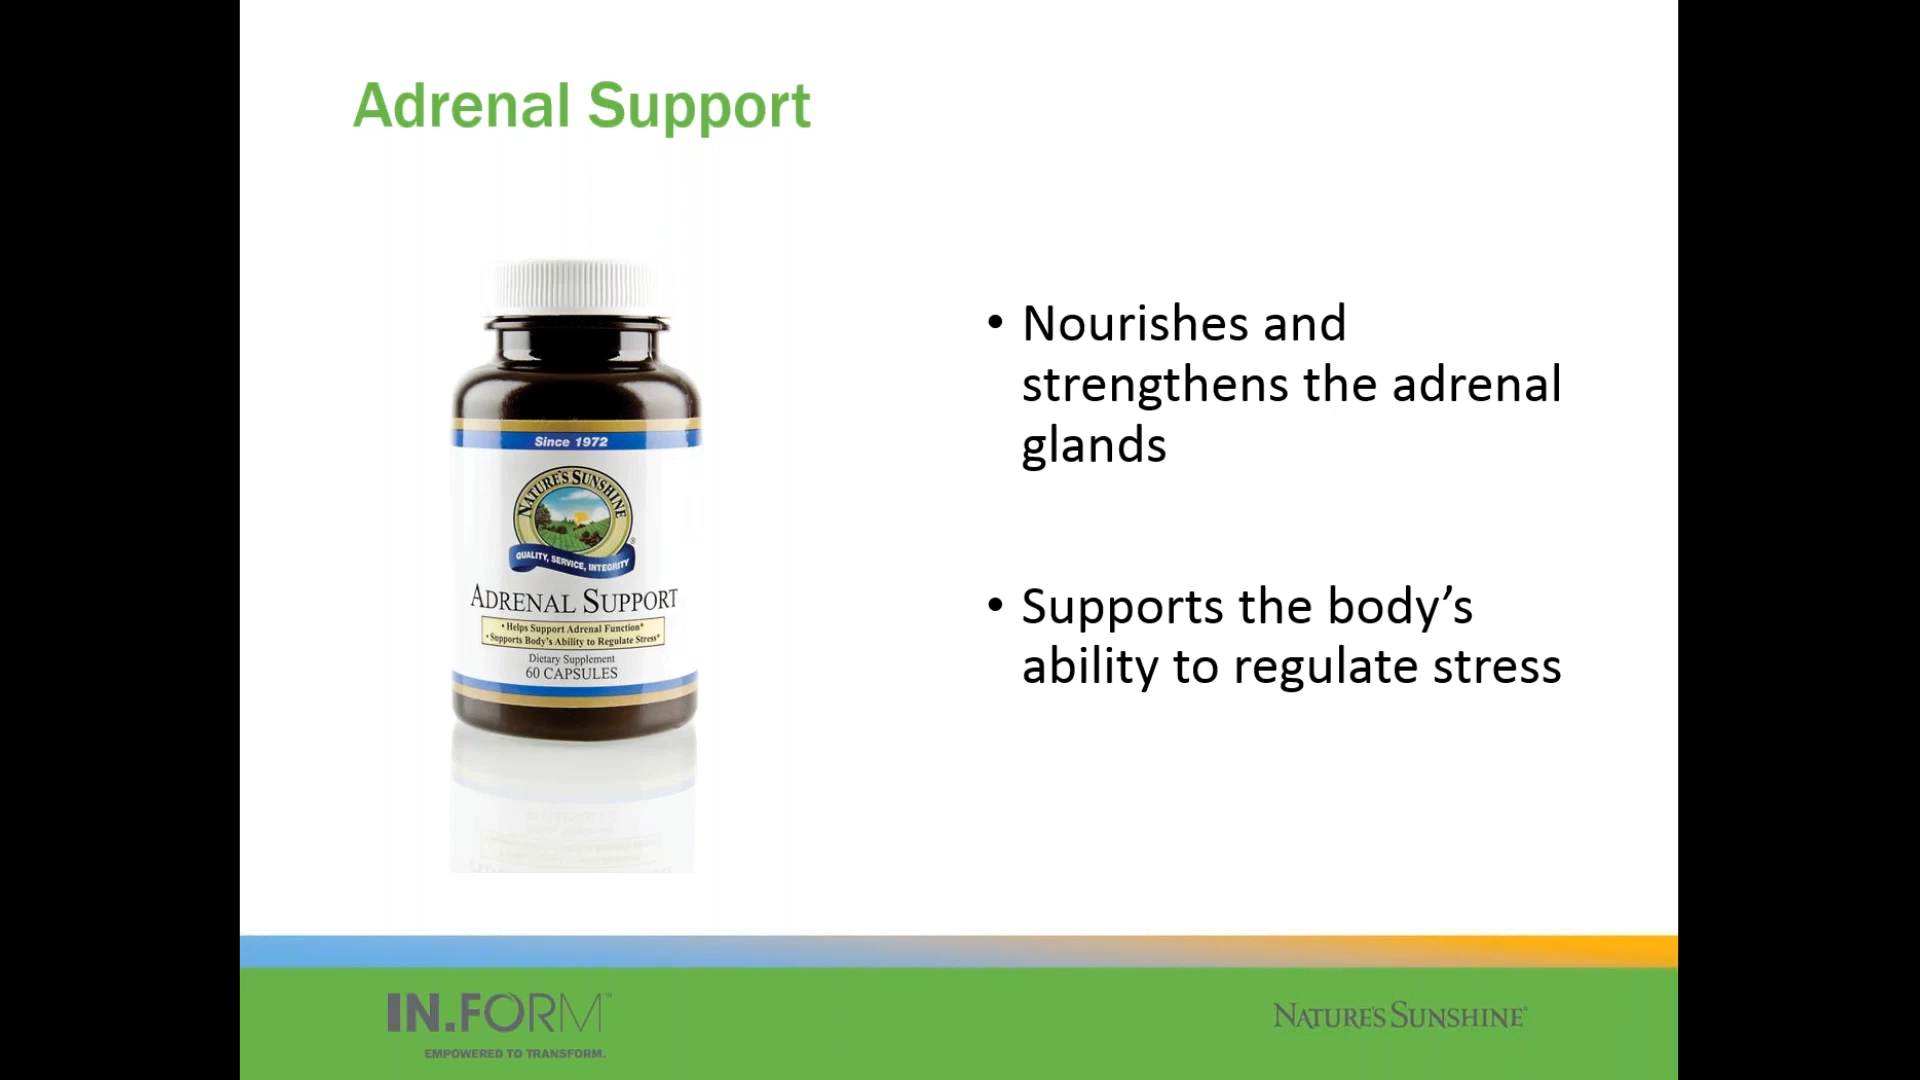 Adrenal Support
Since 1972
NATURE'S SUNSHINE
®
QUALITY, SERVICE, INTEGRITY
ADRENAL SUPPORT
• Helps Support Adrenal Function*
• Supports Body's Ability to Regulate Stress*
Dietary Supplement
60 CAPSULES
• Nourishes and
strengthens the adrenal
glands
• Supports the body’s
ability to regulate stress
IN.FORM™
EMPOWERED TO TRANSFORM.
NATURE'S SUNSHINE®